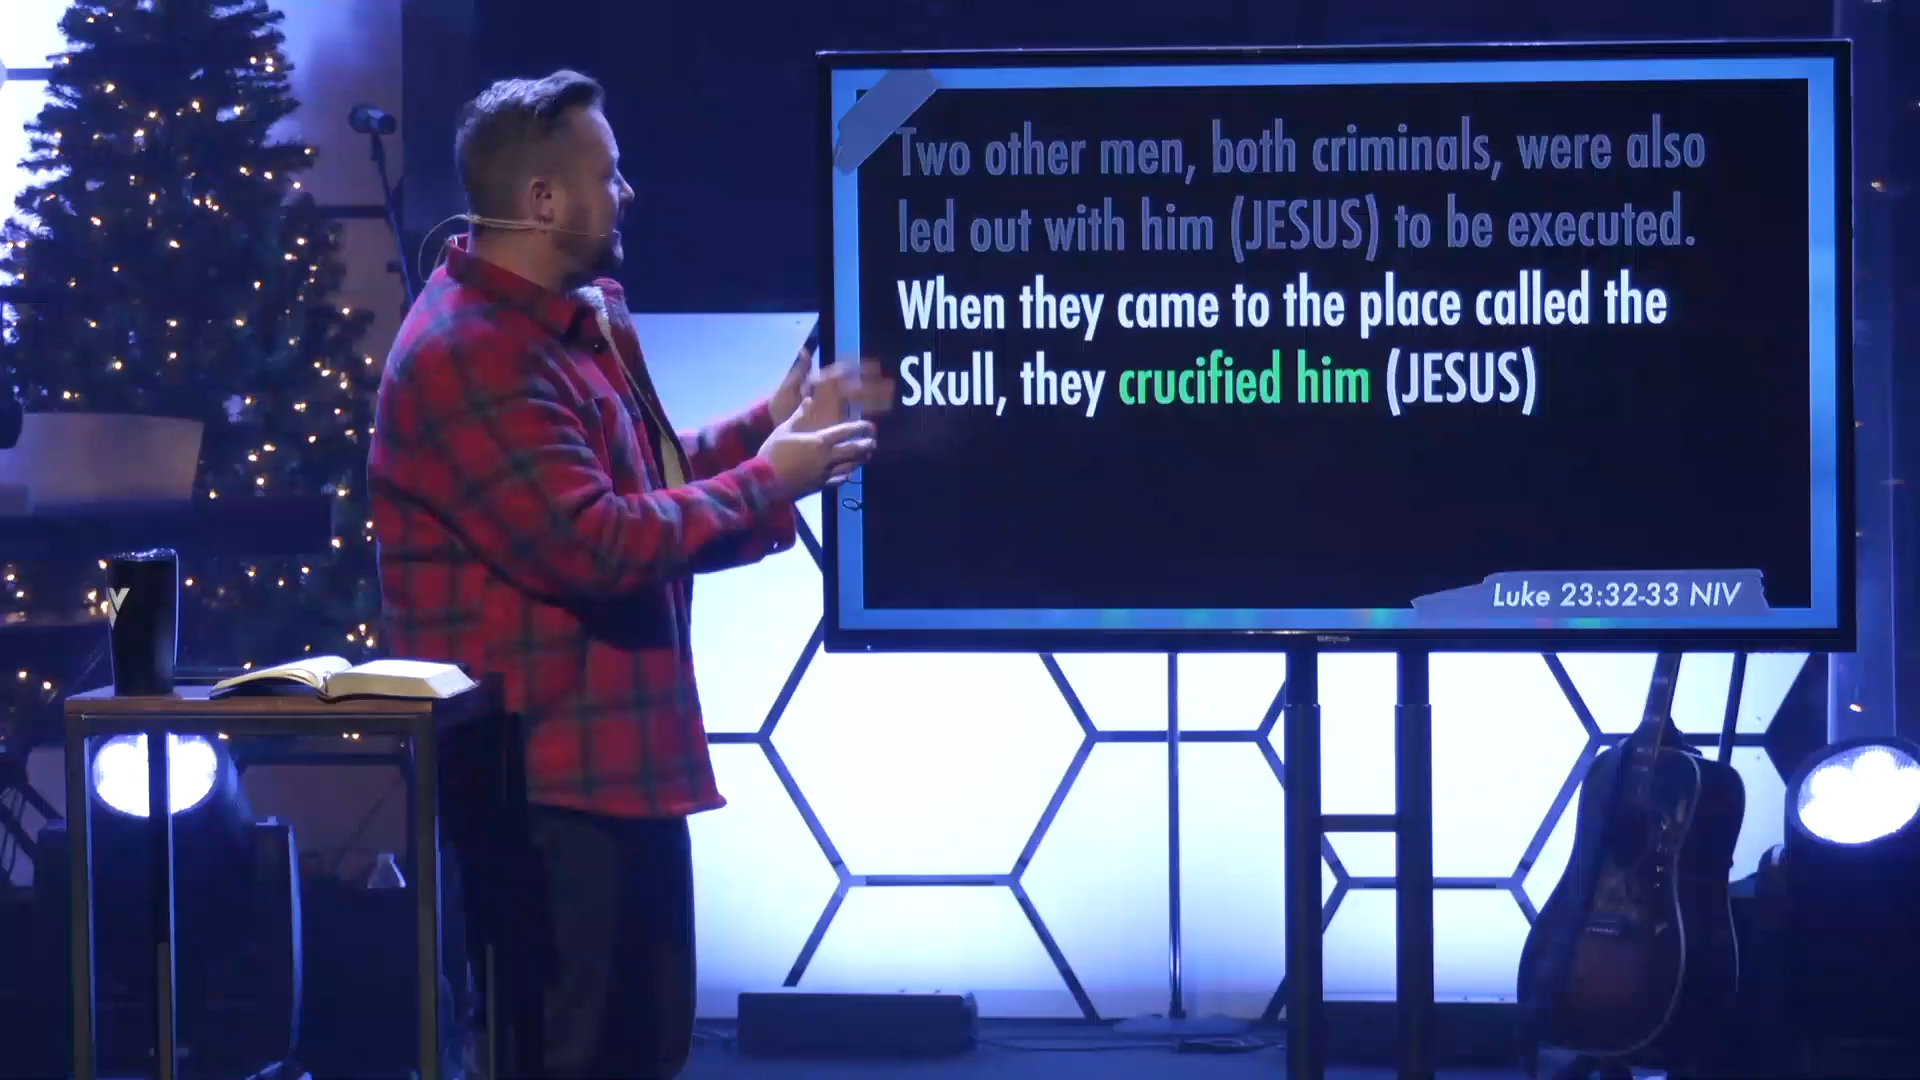 Two other men, both criminals, were also
led out with him (JESUS) to be executed.
When they came to the place called the
Skull, they crucified him (JESUS)
Luke 23:32-33 NIV